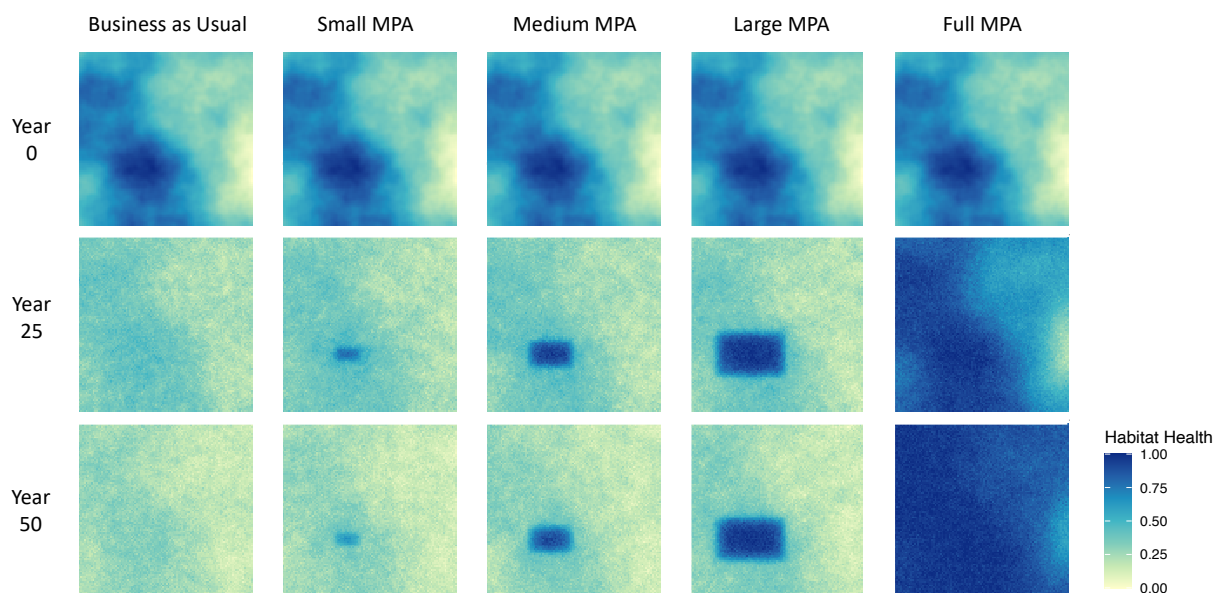 Business as Usual
Small MPA
Medium MPA
Large MPA
Full MPA
Year
0
Year
25
Year
50
Habitat Health
1.00
0.75
0.50
0.25
0.00